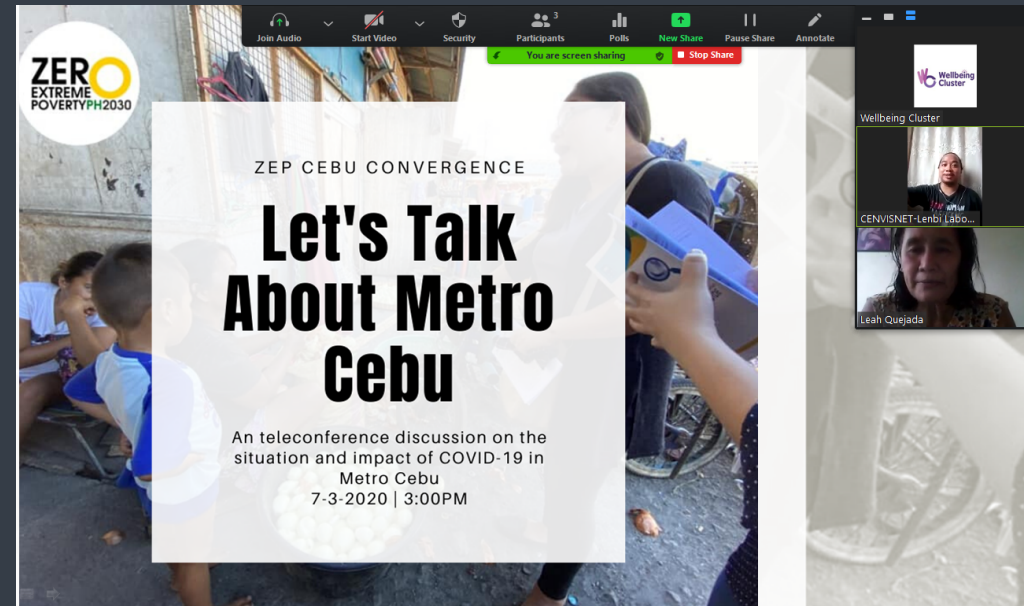 3
Join Audio
Start Video
Security
Participants
Polls
New Share
Pause Share
Annotate
You are screen sharing
Stop Share
ZERO
EXTREME
POVERTYPH2030
ZEP CEBU CONVERGENCE
Let's Talk
About Metro
Cebu
An teleconference discussion on the
situation and impact of COVID-19 in
Metro Cebu
7-3-2020 | 3:00PM
Wellbeing
Cluster
Wellbeing Cluster
CENVISNET-Lenbi Labo...
Leah Quejada